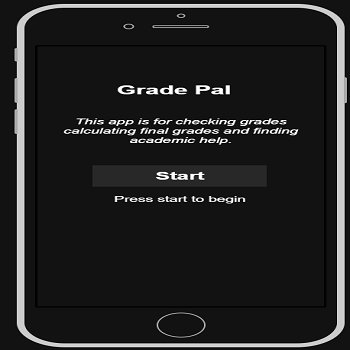 Grade Pal
This app is for checking grades
calculating final grades and finding
academic help.
Start
Press start to begin